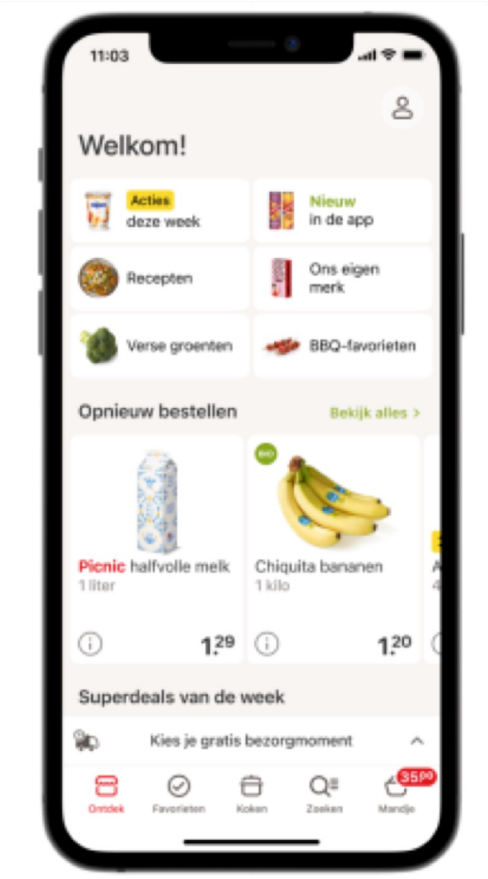 11:03
Welkom!
Acties
deze week
Nieuw
in de app
Recepten
Ons eigen
merk
Verse groenten
BBQ-favorieten
Opnieuw bestellen
Bekijk alles >
BIO
Picnic halfvolle melk
1 liter
1.29
Chiquita bananen
1 kilo
1.20
Superdeals van de week
Kies je gratis bezorgmoment
35.00
Ontdek
Favorieten
Koken
Zoeken
Mandje